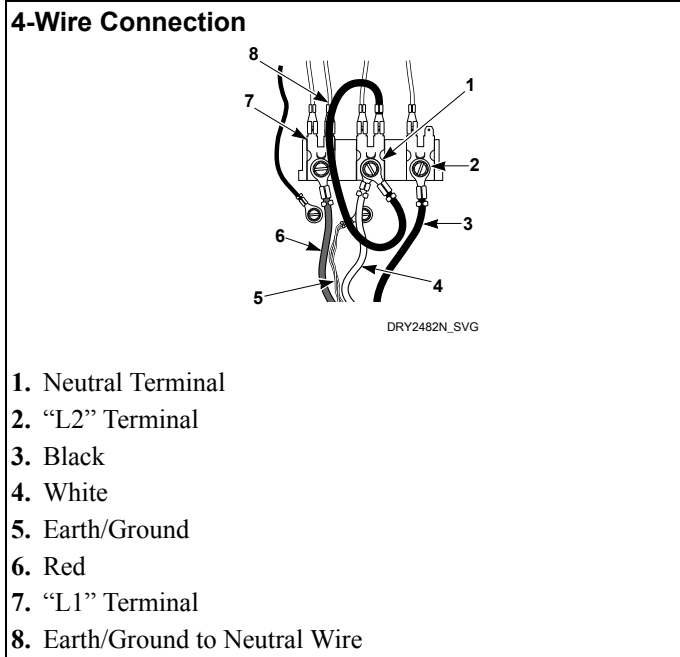 4-Wire Connection
8
1
7
2
3
6
4
5
DRY2482N_SVG
1. Neutral Terminal
2. “L2” Terminal
3. Black
4. White
5. Earth/Ground
6. Red
7. “L1” Terminal
8. Earth/Ground to Neutral Wire